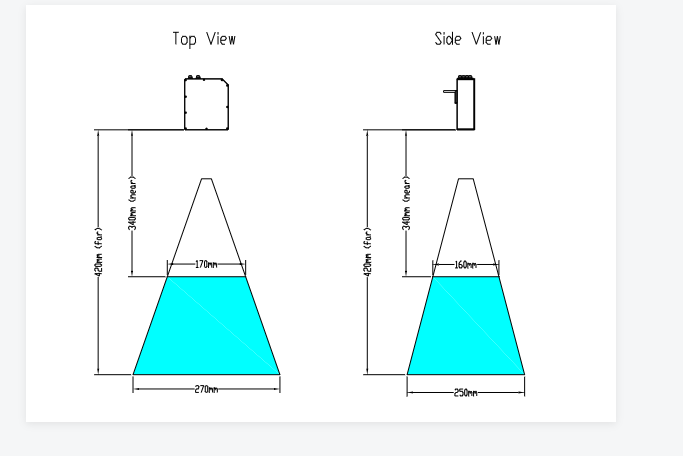 Top View
Side View
340mm (near)
420mm (far)
170mm
270mm
340mm (near)
420mm (far)
160mm
250mm